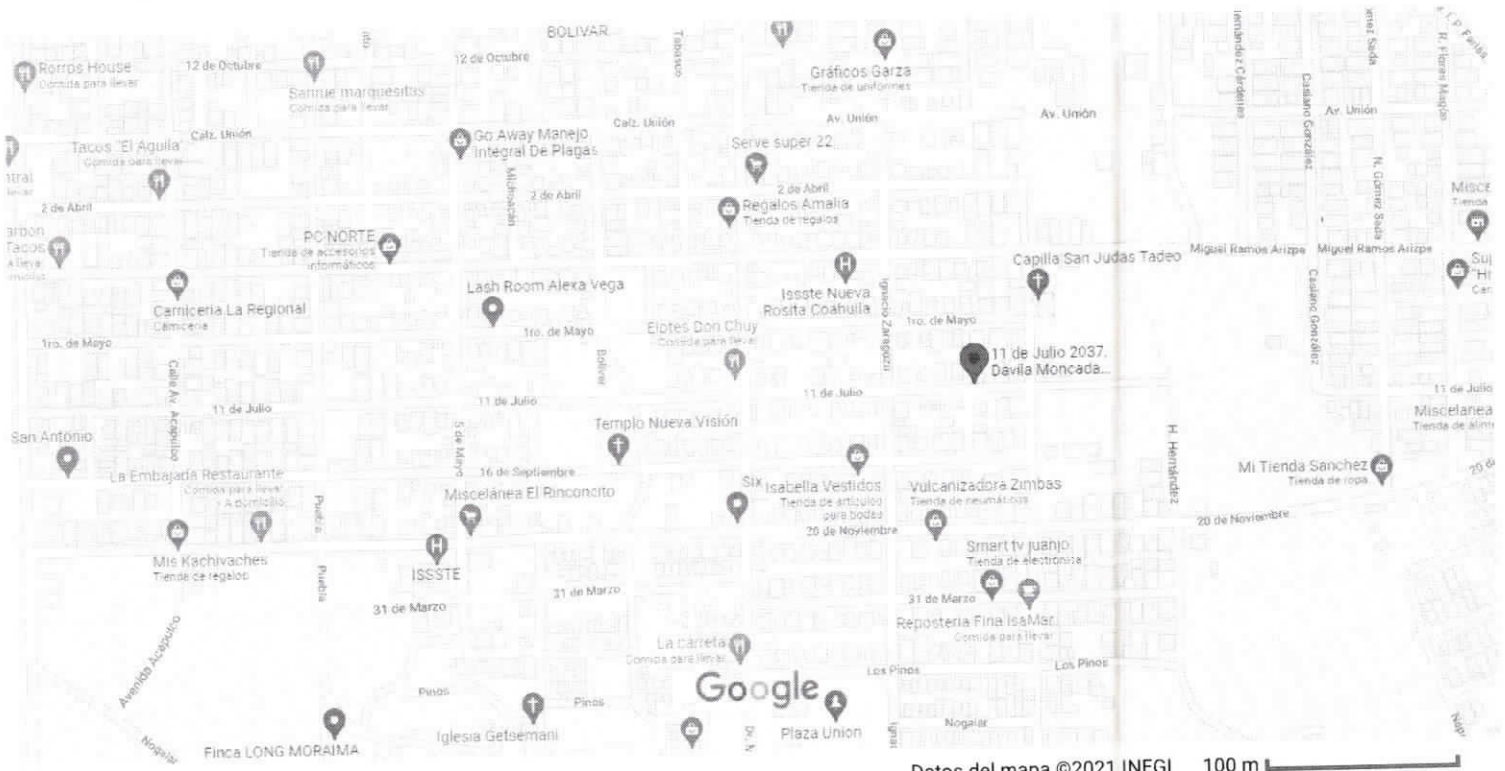 BOLIVAR
Tabasco
12 de Octubre
12 de Octubre
Rorros House
Comida para llevar
Sanrue marquesitas
Comida para llevar
Gráficos Garza
Tienda de uniformes
Hernández Cárdenas
Casiano González
Av. Unión
R. Flores Magón
Calz. Unión
Calz. Unión
Av. Unión
Av. Unión
Tacos "El Aguila"
Comida para llevar
Go Away Manejo
Integral De Plagas
Serve super 22
Michoacán
2 de Abril
2 de Abril
2 de Abril
Regalos Amalia
Tienda de regalos
N. Gómez Sada
PC NORTE
Tienda de accesorios
informáticos
Capilla San Judas Tadeo
Miguel Ramos Arizpe
Miguel Ramos Arizpe
Carniceria La Regional
Carnicería
Lash Room Alexa Vega
Issste Nueva
Rosita Coahuila
Ignacio Zaragoza
Casiano González
1ro. de Mayo
1ro. de Mayo
1ro. de Mayo
Elotes Don Chuy
Comida para llevar
11 de Julio 2037,
Dávila Moncada...
Calle Av. Acapulco
Bolivar
11 de Julio
11 de Julio
11 de Julio
11 de Julio
Miscelanea
San Antonio
5 de Mayo
Templo Nueva Visión
H. Hernández
La Embajada Restaurante
Comida para llevar
y A domicilio
16 de Septiembre
Mi Tienda Sanchez
Tienda de ropa
Miscelánea El Rinconcito
Six
Isabella Vestidos
Tienda de artículos
para bodas
Vulcanizadora Zimbas
Tienda de neumáticos
Puebla
20 de Noviembre
20 de Noviembre
Mis Kachivaches
Tienda de regalos
ISSSTE
Smart tv juanjo
Tienda de electrónica
Puebla
31 de Marzo
31 de Marzo
31 de Marzo
Reposteria Fina IsaMar
Comida para llevar
Avenida Acapulco
La carreta
Comida para llevar
Los Pinos
Los Pinos
Pinos
Pinos
Google
Nogalar
Finca LONG MORAIMA
Iglesia Getsemani
Plaza Union
Nogalar
Datos del mapa ©2021 INEGI 100 m